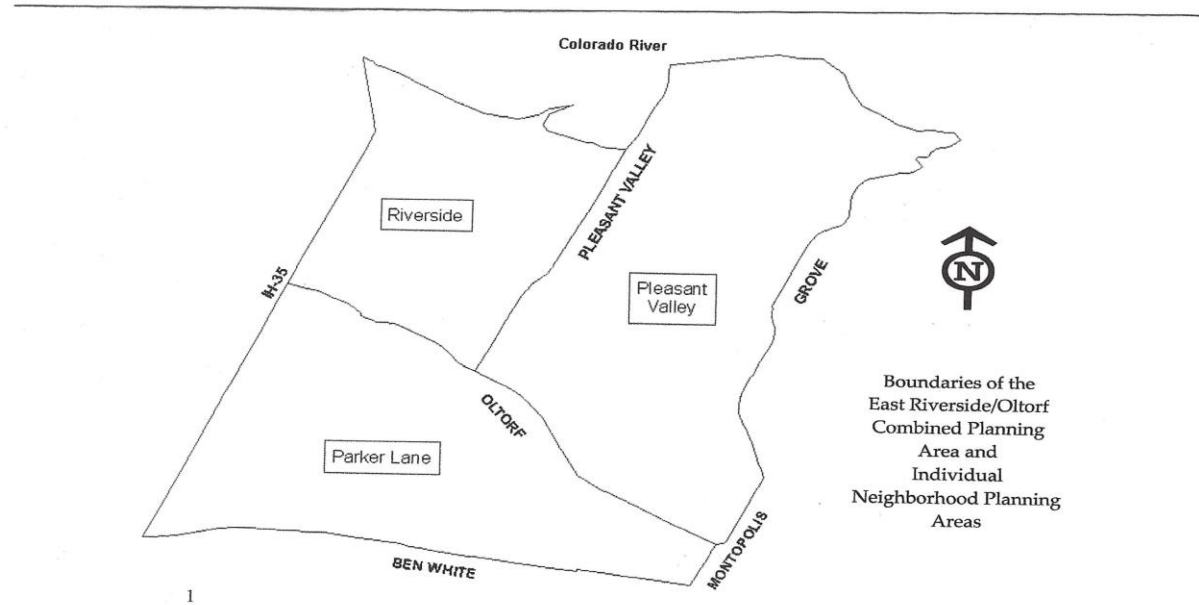 Colorado River
PLEASANT VALLEY
Riverside
IH-35
Pleasant
Valley
GROVE
N
OLTORF
Parker Lane
MONTOPOLIS
BEN WHITE
Boundaries of the
East Riverside/Oltorf
Combined Planning
Area and
Individual
Neighborhood Planning
Areas
1